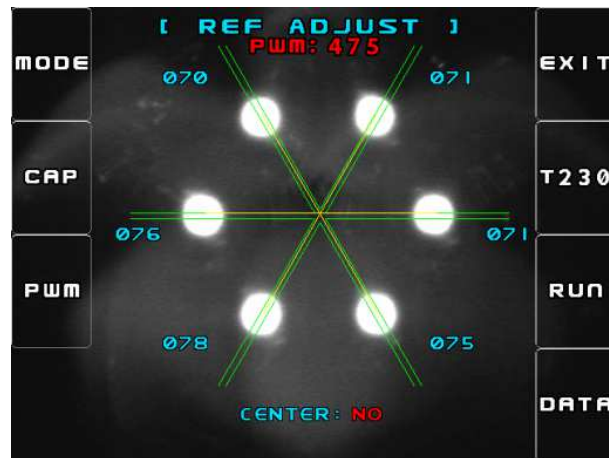 [ REF ADJUST ]
PWM: 475
MODE
EXIT
070
071
CAP
T230
076
071
PWM
RUN
078
075
CENTER: NO
DATA